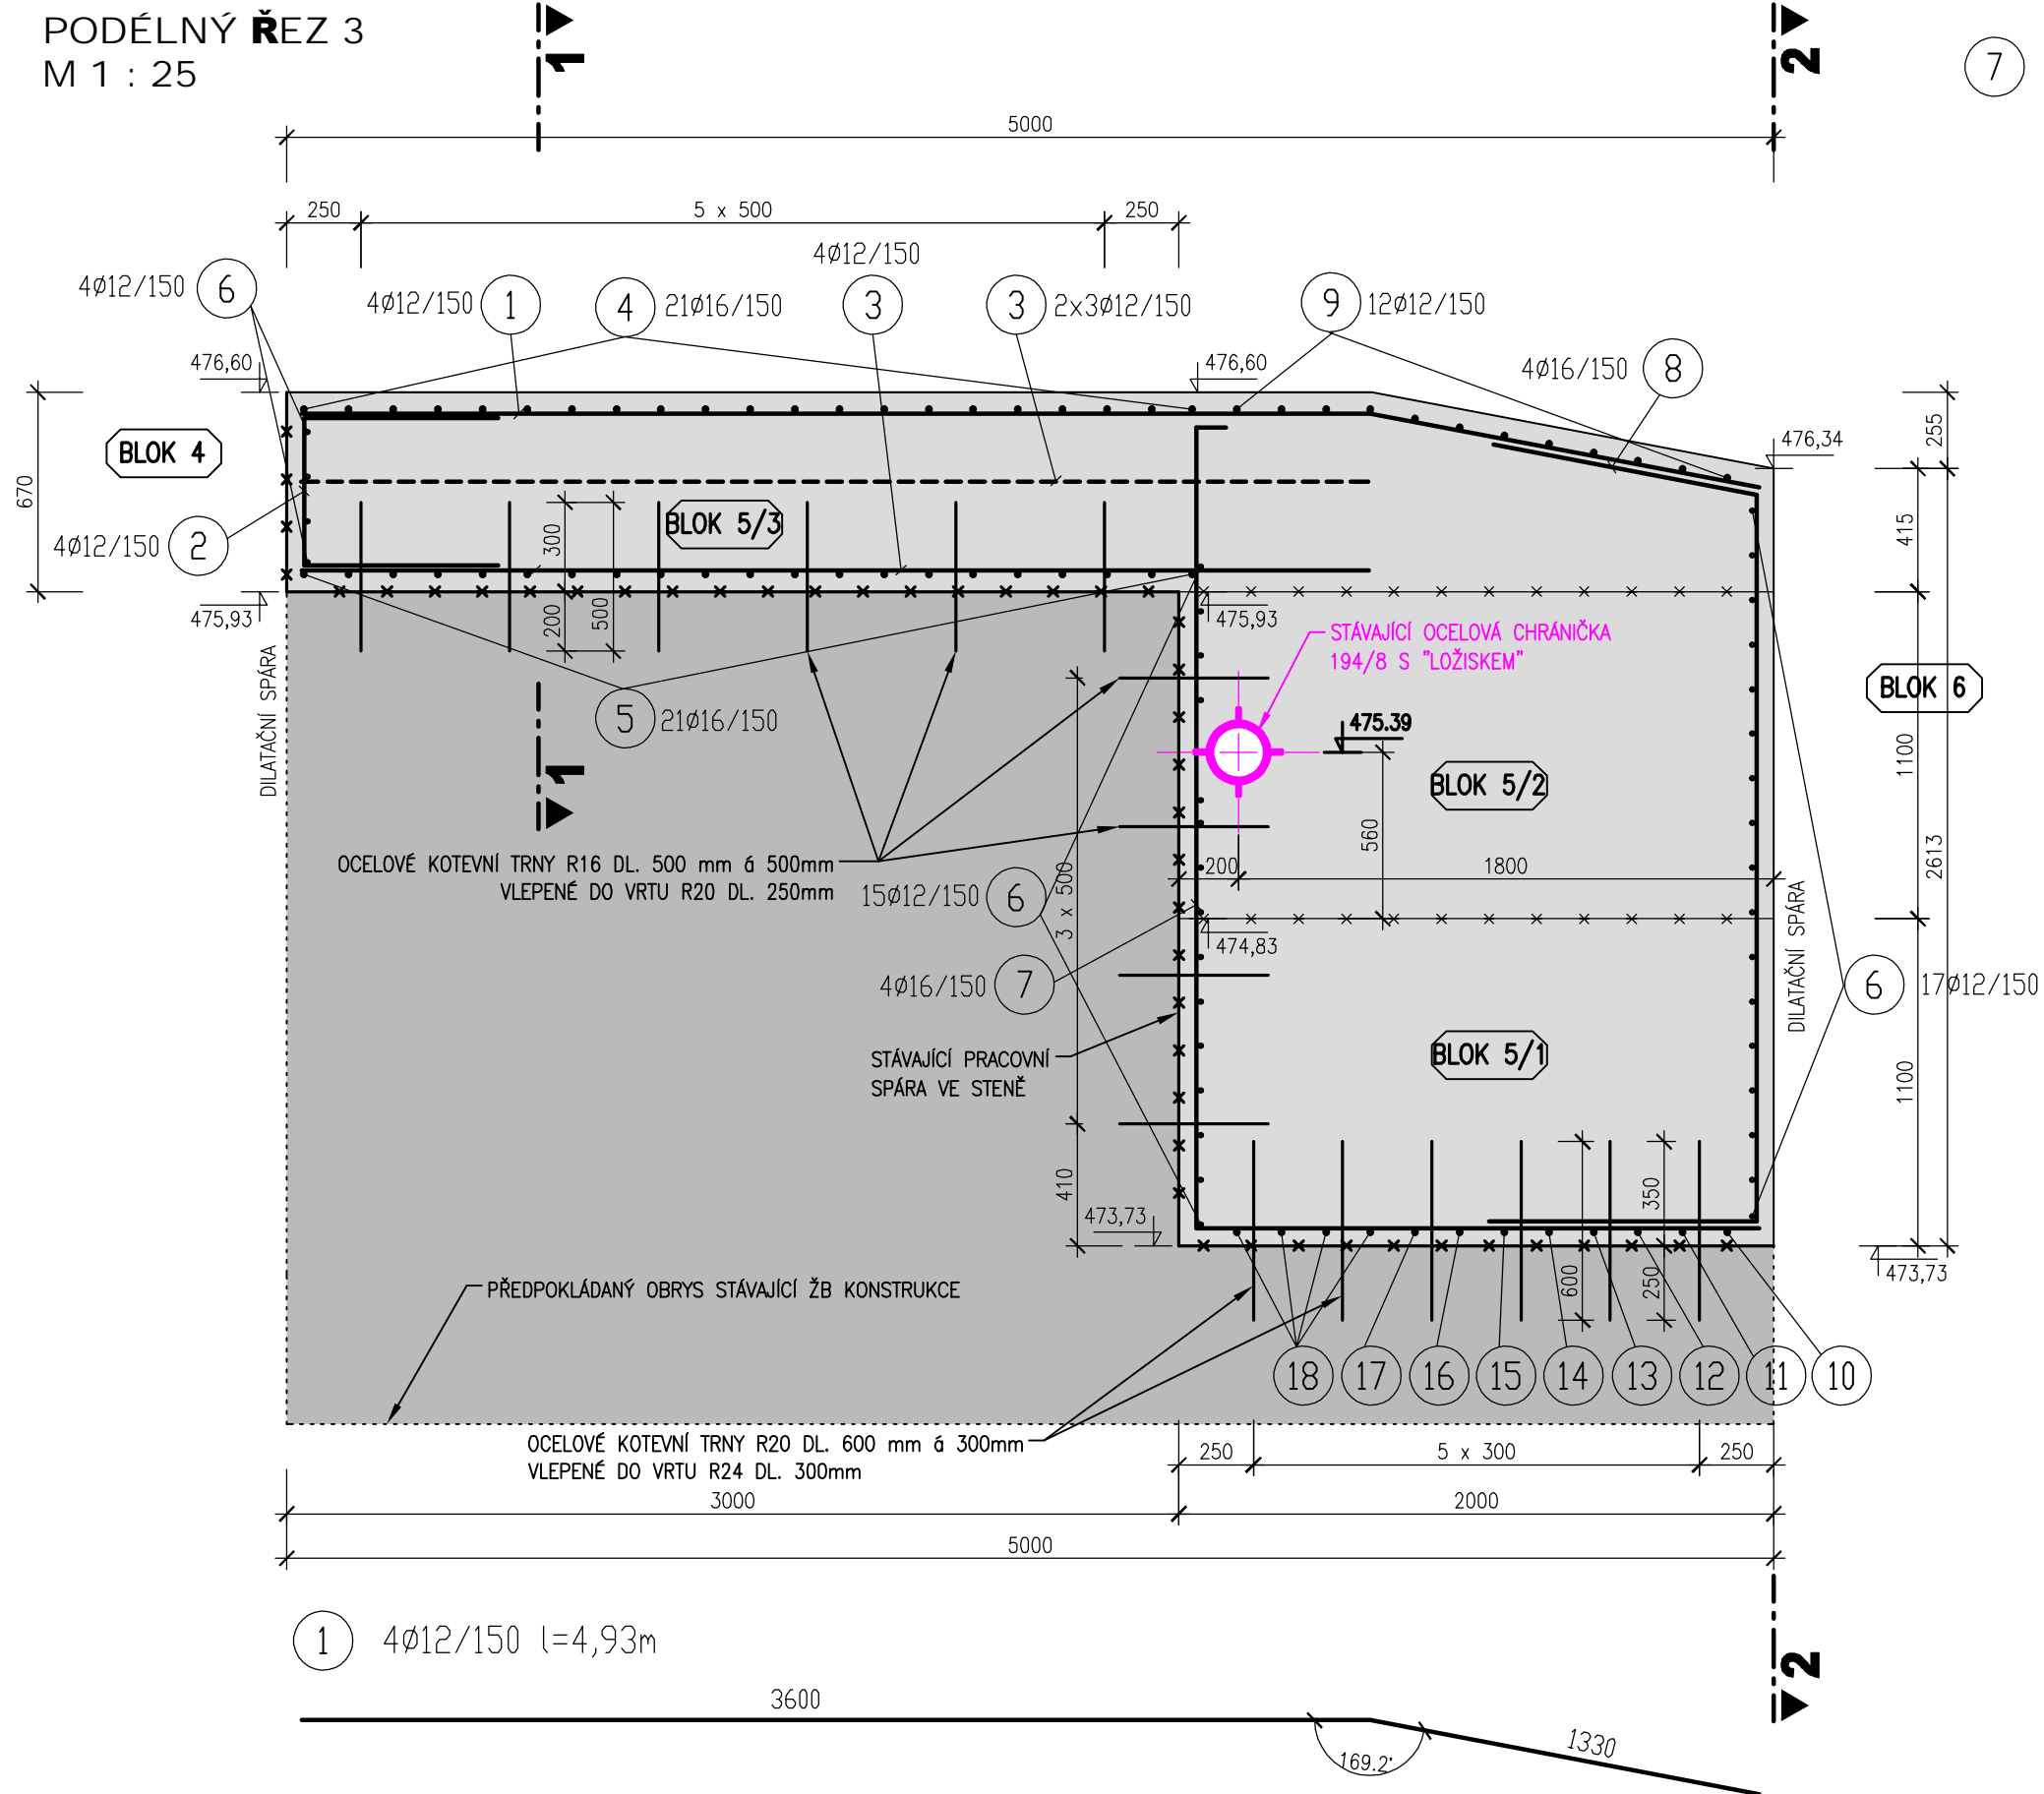 PODÉLNÝ ŘEZ 3
M 1 : 25
1
2
7
5000
250
5 x 500
250
4ø12/150
4ø12/150
6
4ø12/150
1
4
21ø16/150
3
3
2x3ø12/150
9
12ø12/150
476,60
476,60
4ø16/150
8
BLOK 4
476,34
255
670
BLOK 5/3
300
415
4ø12/150
2
475,93
200
500
475,93
STÁVAJÍCÍ OCELOVÁ CHRÁNIČKA
194/8 S "LOŽISKEM"
DILATAČNÍ SPÁRA
BLOK 6
5
21ø16/150
475.39
1
BLOK 5/2
1100
560
OCELOVÉ KOTEVNÍ TRNY R16 DL. 500 mm á 500mm
VLEPENÉ DO VRTU R20 DL. 250mm
200
1800
2613
15ø12/150
6
3 x 500
474,83
DILATAČNÍ SPÁRA
4ø16/150
7
6
17ø12/150
STÁVAJÍCÍ PRACOVNÍ
SPÁRA VE STENĚ
BLOK 5/1
1100
410
350
473,73
600
250
473,73
PŘEDPOKLÁDANÝ OBRYS STÁVAJÍCÍ ŽB KONSTRUKCE
18
17
16
15
14
13
12
11
10
OCELOVÉ KOTEVNÍ TRNY R20 DL. 600 mm á 300mm
VLEPENÉ DO VRTU R24 DL. 300mm
250
5 x 300
250
3000
2000
5000
1
4ø12/150 l=4,93m
2
3600
1330
169.2°